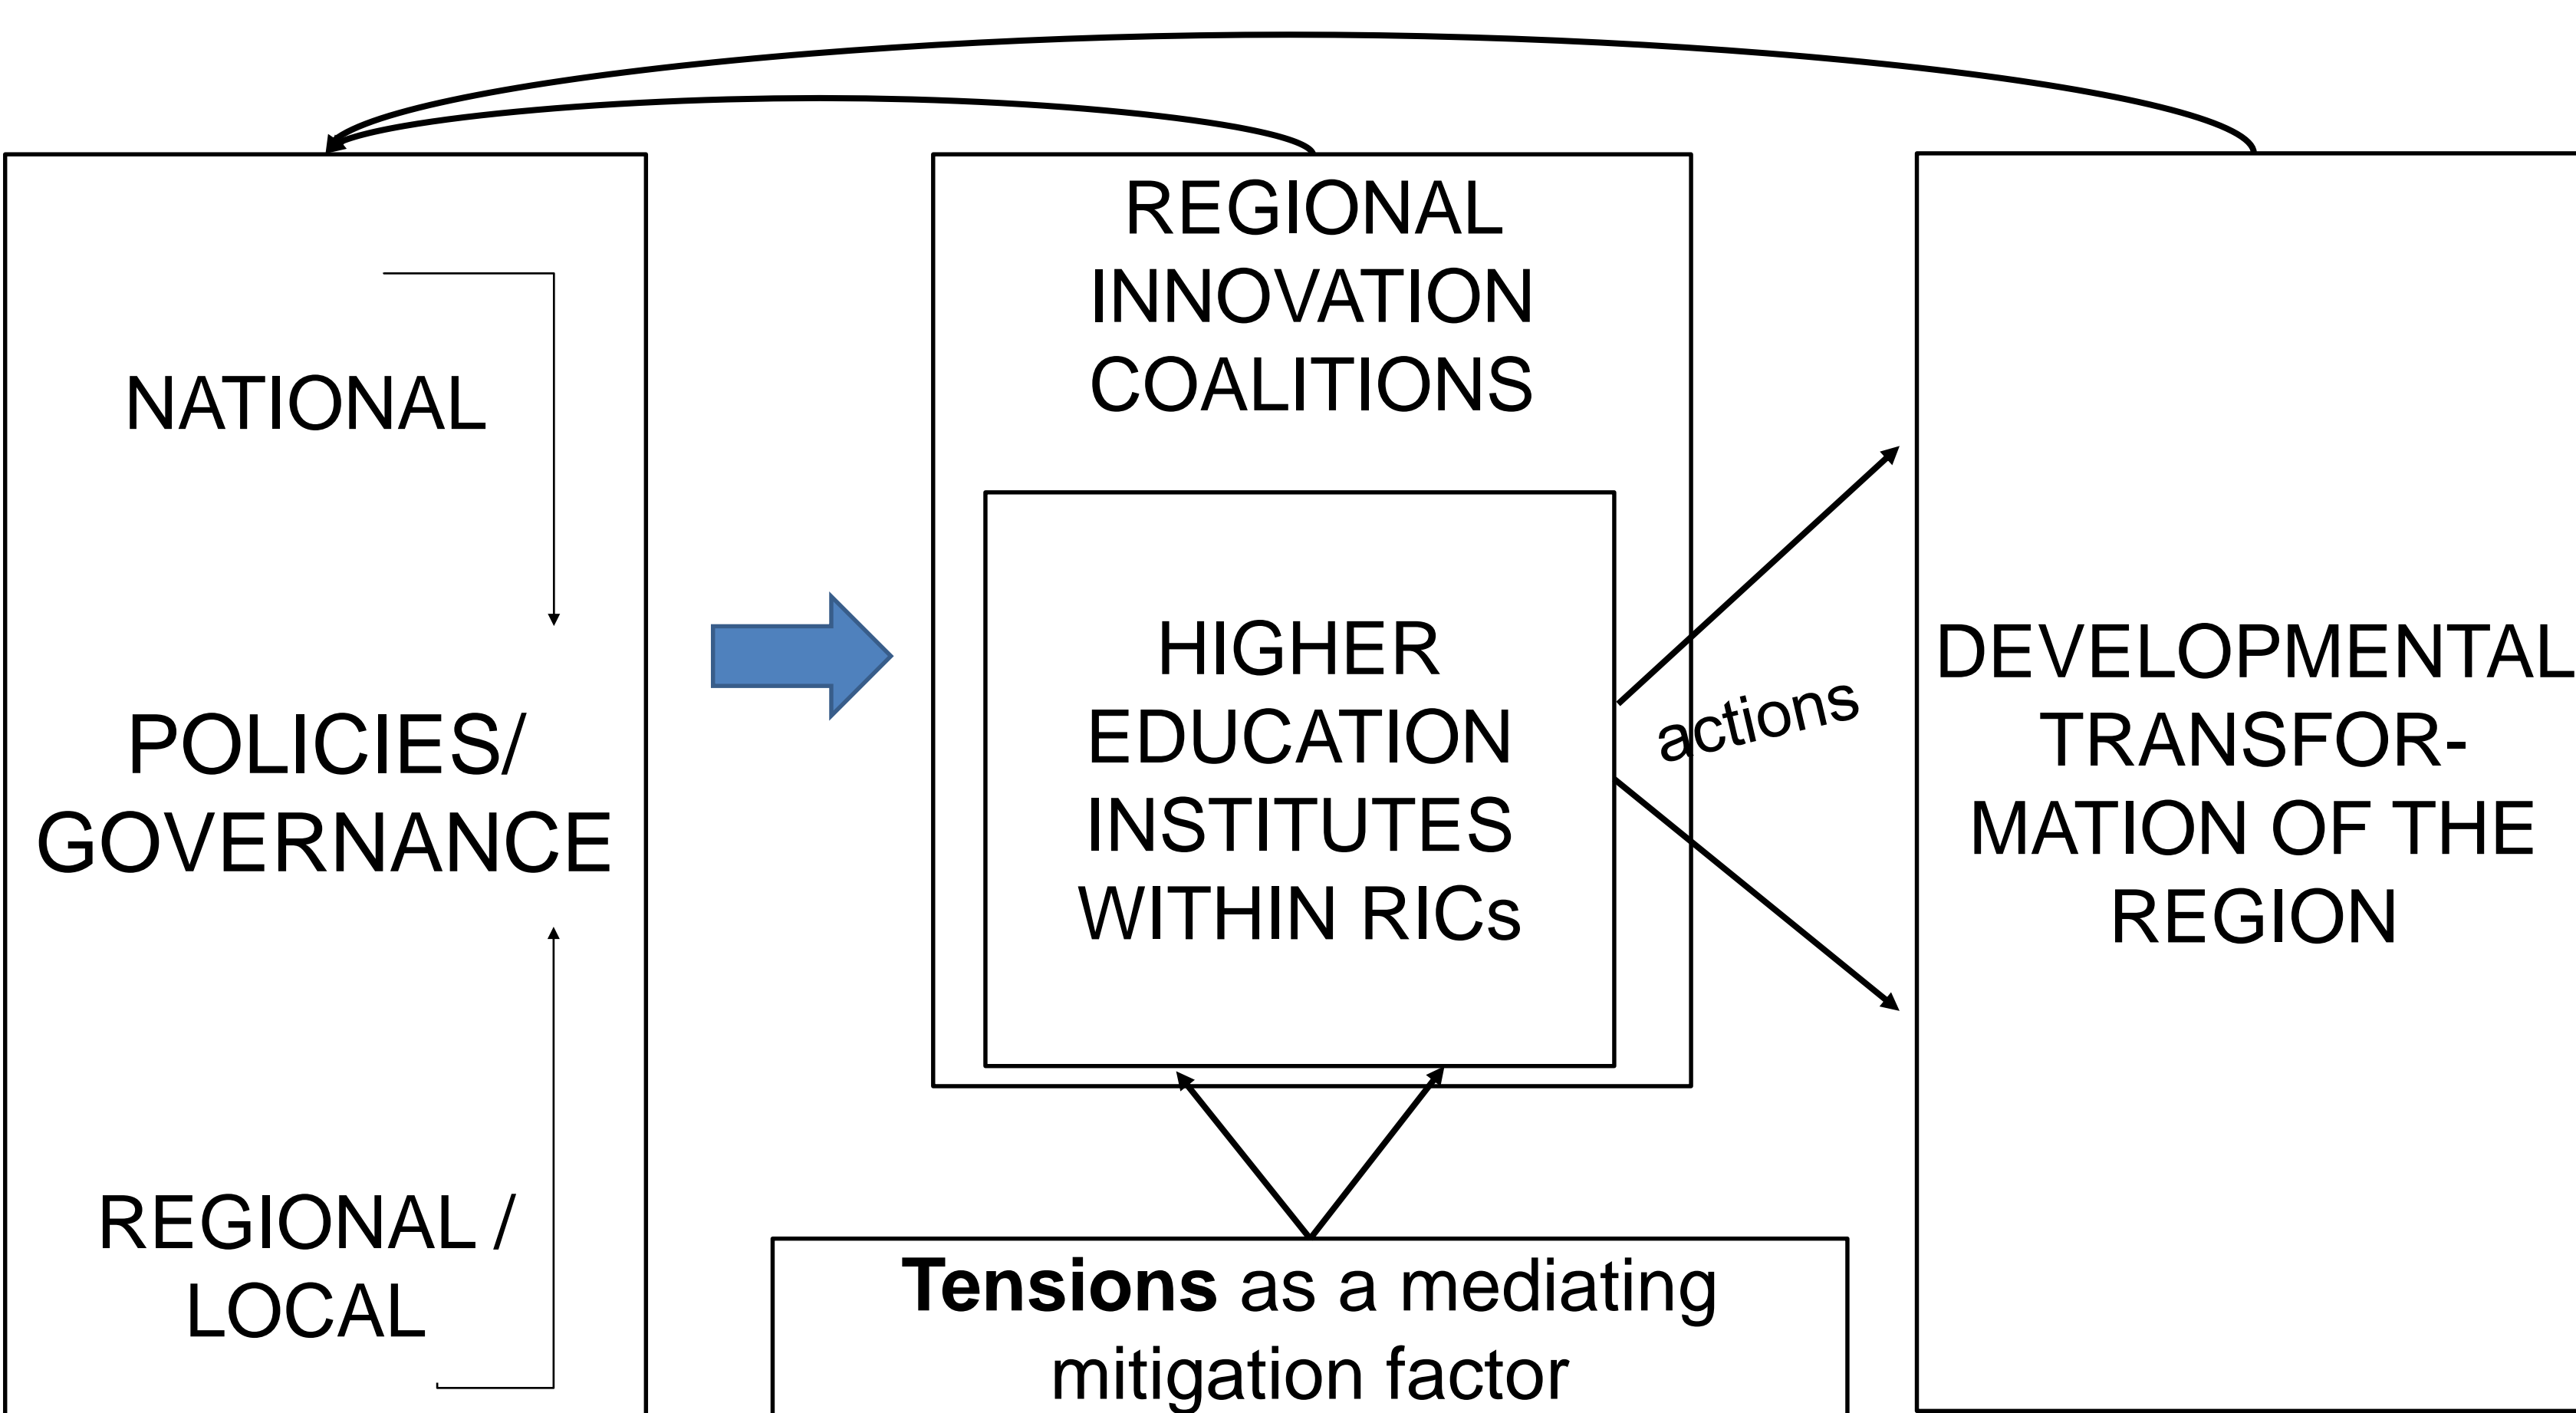 NATIONAL
POLICIES/
GOVERNANCE
REGIONAL /
LOCAL
REGIONAL
INNOVATION
COALITIONS
HIGHER
EDUCATION
INSTITUTES
WITHIN RICs
actions
Tensions as a mediating
mitigation factor
DEVELOPMENTAL
TRANSFOR-
MATION OF THE
REGION